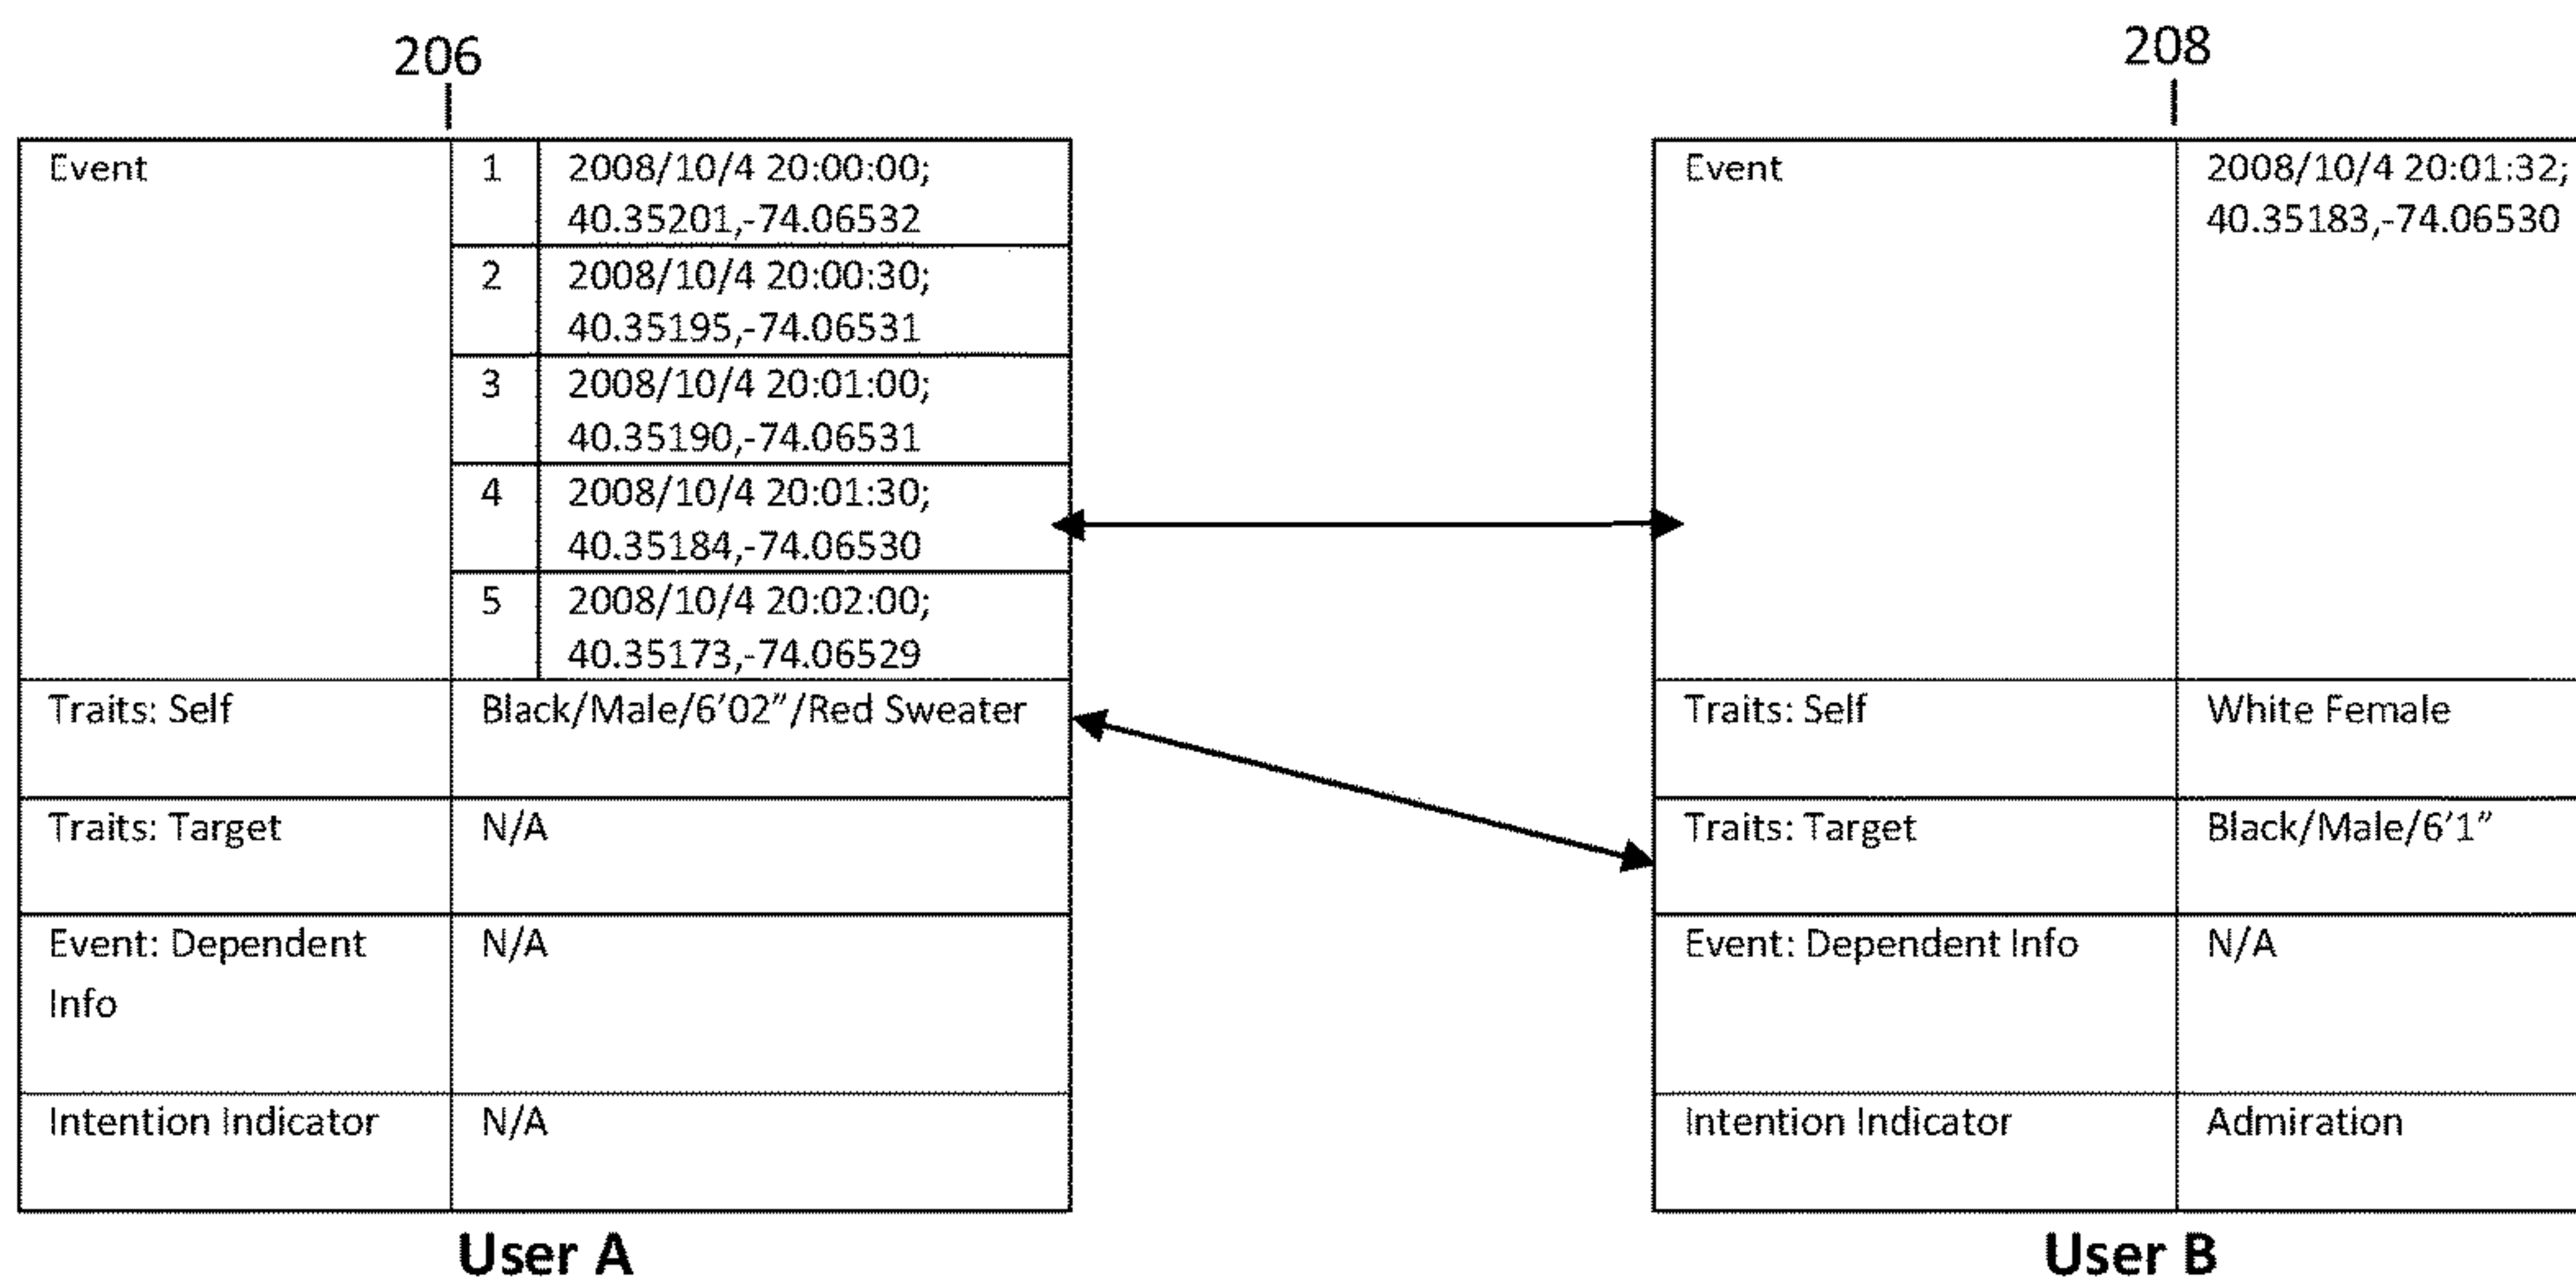 206
Event
1
2008/10/4 20:00:00;
40.35201,-74.06532
2
2008/10/4 20:00:30;
40.35195,-74.06531
3
2008/10/4 20:01:00;
40.35190,-74.06531
4
2008/10/4 20:01:30;
40.35184,-74.06530
5
2008/10/4 20:02:00;
40.35173,-74.06529
Traits: Self
Black/Male/6'02"/Red Sweater
Traits: Target
N/A
Event: Dependent
Info
N/A
Intention Indicator
N/A
User A
208
Event
2008/10/4 20:01:32;
40.35183,-74.06530
Traits: Self
White Female
Traits: Target
Black/Male/6'1"
Event: Dependent Info
N/A
Intention Indicator
Admiration
User B